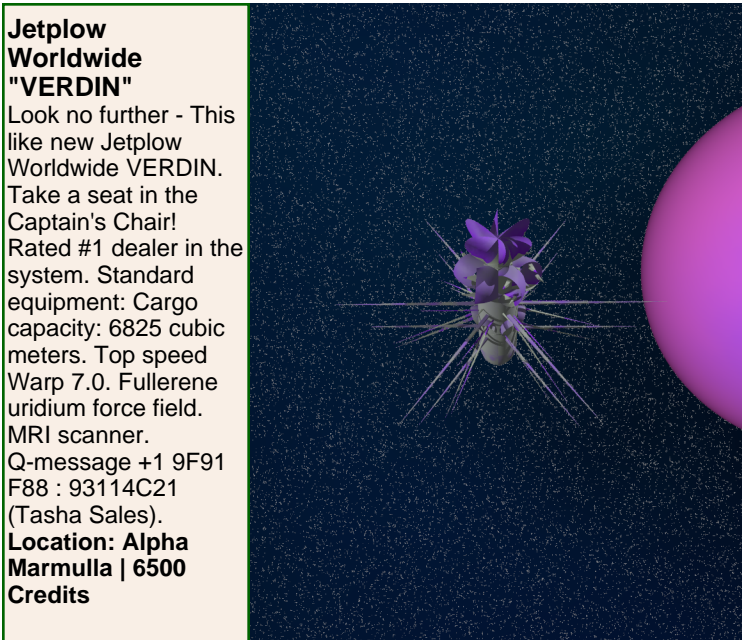 Jetplow
Worldwide
"VERDIN"
Look no further - This
like new Jetplow
Worldwide VERDIN.
Take a seat in the
Captain's Chair!
Rated #1 dealer in the
system. Standard
equipment: Cargo
capacity: 6825 cubic
meters. Top speed
Warp 7.0. Fullerene
uridium force field.
MRI scanner.
Q-message +1 9F91
F88 : 93114C21
(Tasha Sales).
Location: Alpha
Marmulla | 6500
Credits